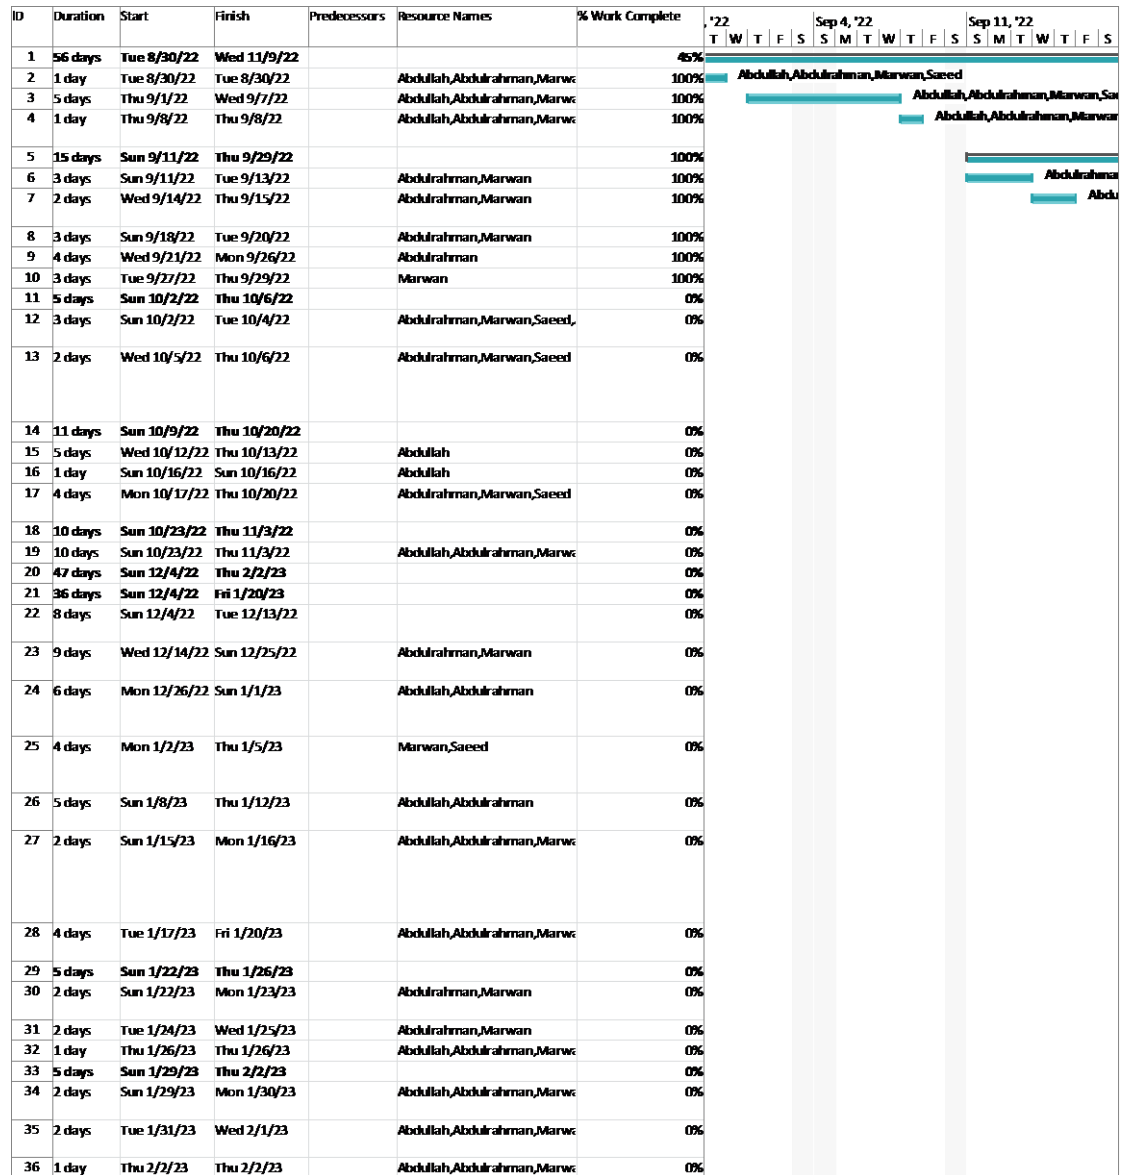 ID Duration Start Finish Predecessors Resource Names % Work Complete , '22 Sep 4, '22 Sep 11, '22
T W T F S S M T W T F S S M T W T F S
1 56 days Tue 8/30/22 Wed 11/9/22 45%
2 1 day Tue 8/30/22 Tue 8/30/22 Abdullah,Abdulrahman,Marwa 100% Abdullah,Abdulrahman,Marwan,Saeed
3 5 days Thu 9/1/22 Wed 9/7/22 Abdullah,Abdulrahman,Marwa 100% Abdullah,Abdulrahman,Marwan,Sae
4 1 day Thu 9/8/22 Thu 9/8/22 Abdullah,Abdulrahman,Marwa 100% Abdullah,Abdulrahman,Marwan
5 15 days Sun 9/11/22 Thu 9/29/22 100%
6 3 days Sun 9/11/22 Tue 9/13/22 Abdulrahman,Marwan 100% Abdulrahma
7 2 days Wed 9/14/22 Thu 9/15/22 Abdulrahman,Marwan 100% Abdu
8 3 days Sun 9/18/22 Tue 9/20/22 Abdulrahman,Marwan 100%
9 4 days Wed 9/21/22 Mon 9/26/22 Abdulrahman 100%
10 3 days Tue 9/27/22 Thu 9/29/22 Marwan 100%
11 5 days Sun 10/2/22 Thu 10/6/22 0%
12 3 days Sun 10/2/22 Tue 10/4/22 Abdulrahman,Marwan,Saeed, 0%
13 2 days Wed 10/5/22 Thu 10/6/22 Abdulrahman,Marwan,Saeed 0%
14 11 days Sun 10/9/22 Thu 10/20/22 0%
15 5 days Wed 10/12/22 Thu 10/13/22 Abdullah 0%
16 1 day Sun 10/16/22 Sun 10/16/22 Abdullah 0%
17 4 days Mon 10/17/22 Thu 10/20/22 Abdulrahman,Marwan,Saeed 0%
18 10 days Sun 10/23/22 Thu 11/3/22 0%
19 10 days Sun 10/23/22 Thu 11/3/22 Abdullah,Abdulrahman,Marwa 0%
20 47 days Sun 12/4/22 Thu 2/2/23 0%
21 36 days Sun 12/4/22 Fri 1/20/23 0%
22 8 days Sun 12/4/22 Tue 12/13/22 0%
23 9 days Wed 12/14/22 Sun 12/25/22 Abdulrahman,Marwan 0%
24 6 days Mon 12/26/22 Sun 1/1/23 Abdullah,Abdulrahman 0%
25 4 days Mon 1/2/23 Thu 1/5/23 Marwan,Saeed 0%
26 5 days Sun 1/8/23 Thu 1/12/23 Abdullah,Abdulrahman 0%
27 2 days Sun 1/15/23 Mon 1/16/23 Abdullah,Abdulrahman,Marwa 0%
28 4 days Tue 1/17/23 Fri 1/20/23 Abdullah,Abdulrahman,Marwa 0%
29 5 days Sun 1/22/23 Thu 1/26/23 0%
30 2 days Sun 1/22/23 Mon 1/23/23 Abdulrahman,Marwan 0%
31 2 days Tue 1/24/23 Wed 1/25/23 Abdulrahman,Marwan 0%
32 1 day Thu 1/26/23 Thu 1/26/23 Abdullah,Abdulrahman,Marwa 0%
33 5 days Sun 1/29/23 Thu 2/2/23 0%
34 2 days Sun 1/29/23 Mon 1/30/23 Abdullah,Abdulrahman,Marwa 0%
35 2 days Tue 1/31/23 Wed 2/1/23 Abdullah,Abdulrahman,Marwa 0%
36 1 day Thu 2/2/23 Thu 2/2/23 Abdullah,Abdulrahman,Marwa 0%